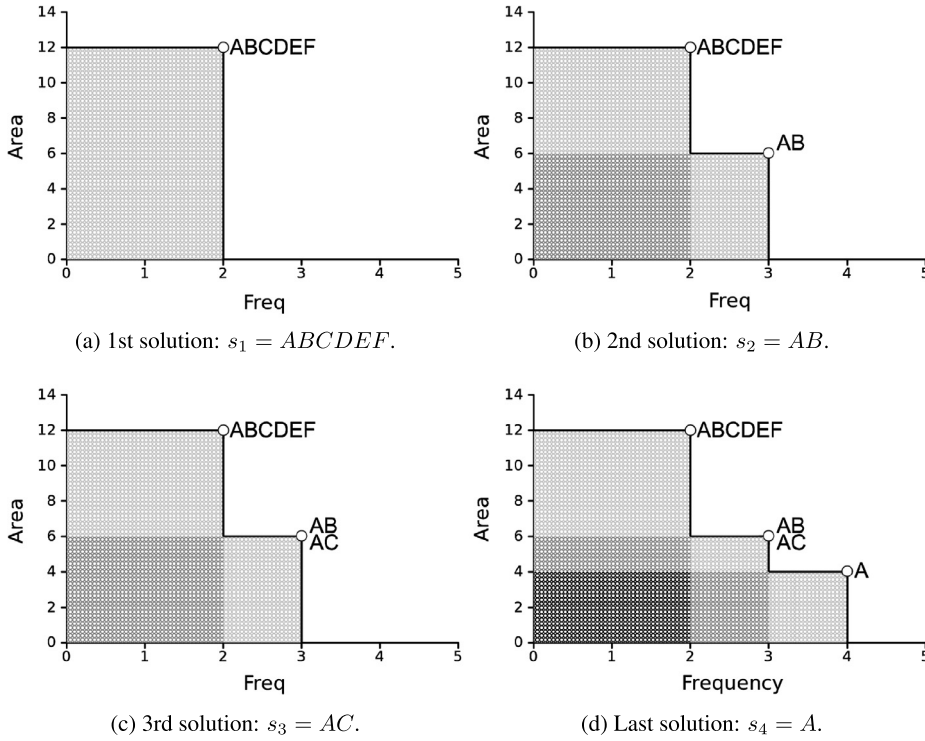 14
12
10
8
6
4
2
0
Area
ABCDEF
0 1 2 3 4 5
Freq
(a) 1st solution: s₁ = ABCDEF.
14
12
10
8
6
4
2
0
Area
ABCDEF
AB
0 1 2 3 4 5
Freq
(b) 2nd solution: s₂ = AB.
14
12
10
8
6
4
2
0
Area
ABCDEF
AB
AC
0 1 2 3 4 5
Freq
(c) 3rd solution: s₃ = AC.
14
12
10
8
6
4
2
0
Area
ABCDEF
AB
AC
A
0 1 2 3 4 5
Frequency
(d) Last solution: s₄ = A.